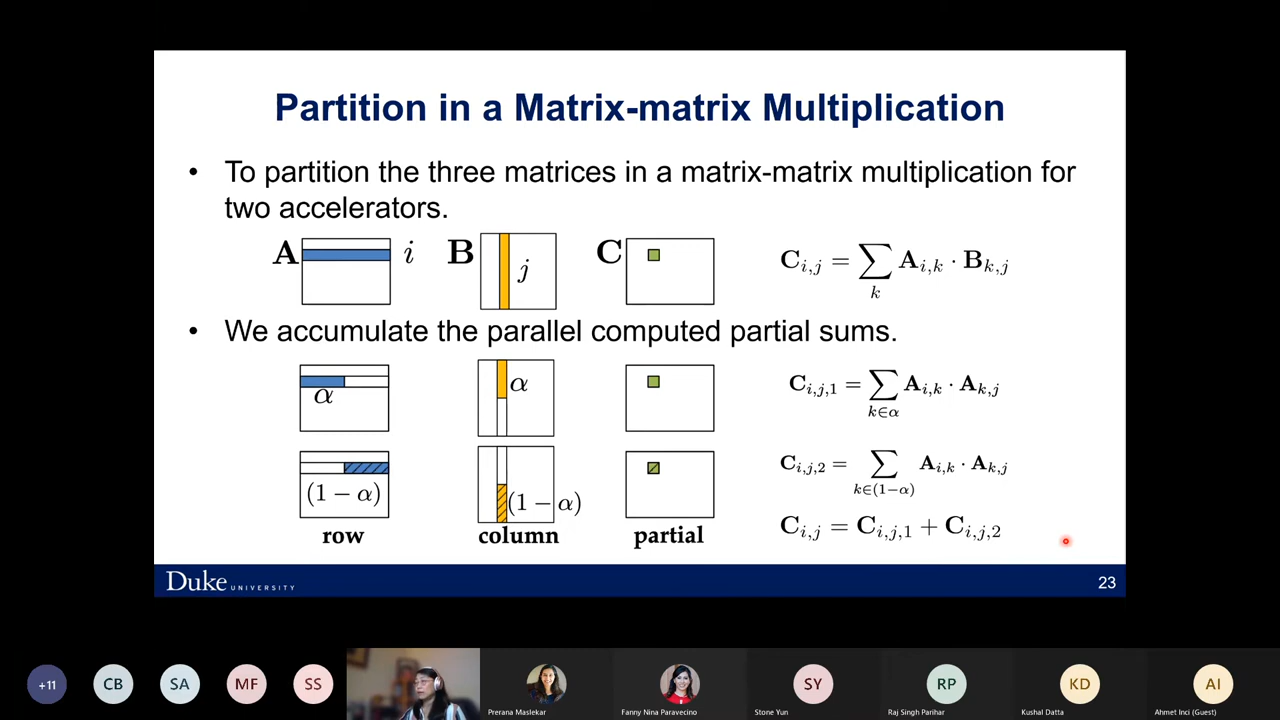 Partition in a Matrix-matrix Multiplication
• To partition the three matrices in a matrix-matrix multiplication for
two accelerators.
A i B j C C_{i,j} = ∑_k A_{i,k} · B_{k,j}
• We accumulate the parallel computed partial sums.
α α C_{i,j,1} = ∑_{k∈α} A_{i,k} · A_{k,j}
(1 − α) (1 − α) C_{i,j,2} = ∑_{k∈(1−α)} A_{i,k} · A_{k,j}
row column partial C_{i,j} = C_{i,j,1} + C_{i,j,2}
Duke UNIVERSITY 23
+11 CB SA MF SS SY RP KD AI
Prerana Maslekar Fanny Nina Paravecino Stone Yun Raj Singh Parihar Kushal Datta Ahmet Inci (Guest)